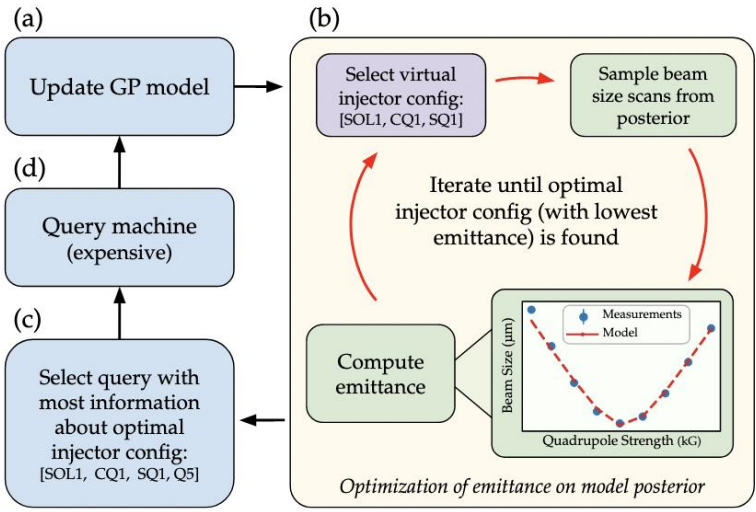 (a)
Update GP model
(d)
Query machine
(expensive)
(c)
Select query with
most information
about optimal
injector config:
[SOL1, CQ1, SQ1, Q5]
(b)
Select virtual
injector config:
[SOL1, CQ1, SQ1]
Sample beam
size scans from
posterior
Iterate until optimal
injector config (with lowest
emittance) is found
Compute
emittance
Measurements
Model
Beam Size (μm)
Quadrupole Strength (kG)
Optimization of emittance on model posterior